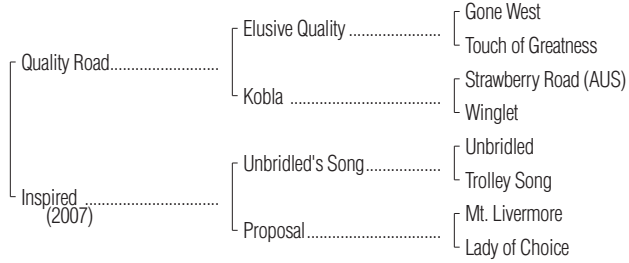 Gone West
Elusive Quality
Touch of Greatness
Quality Road
Strawberry Road (AUS)
Kobla
Winglet
Unbridled
Unbridled's Song
Trolley Song
Inspired
(2007)
Mt. Livermore
Proposal
Lady of Choice